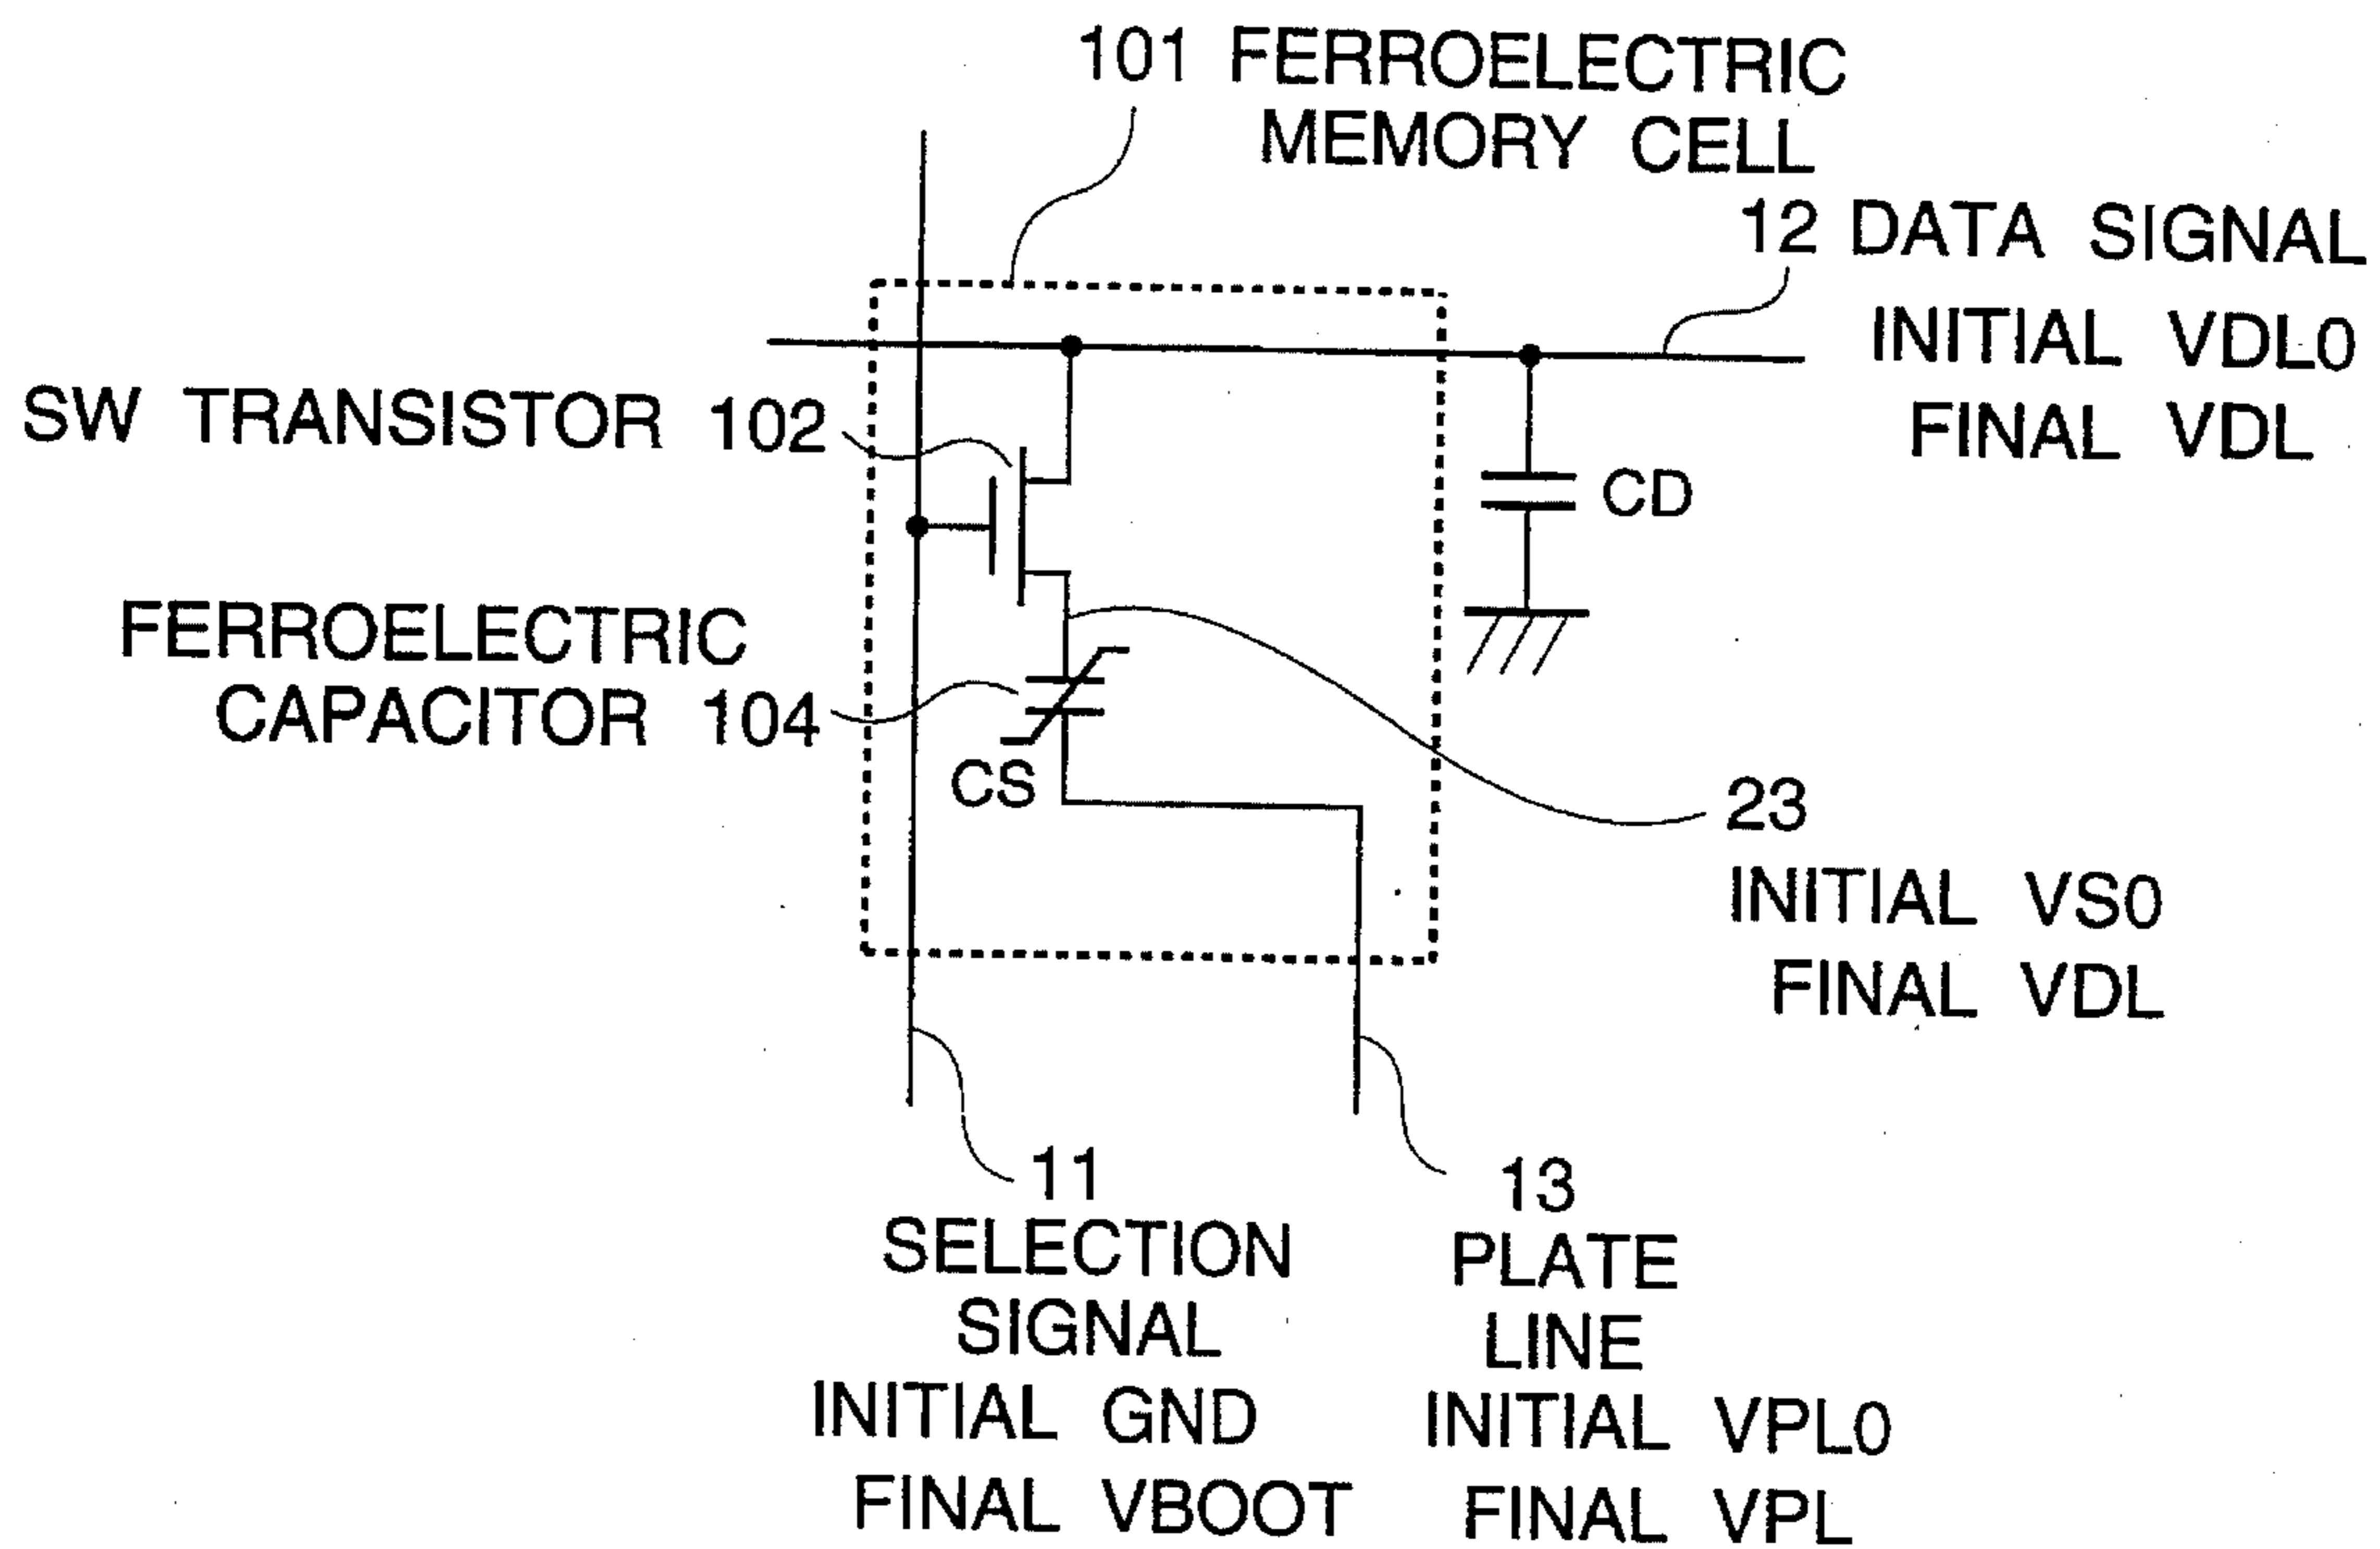 101 FERROELECTRIC
MEMORY CELL
12 DATA SIGNAL
INITIAL VDL0
FINAL VDL
SW TRANSISTOR 102
CD
FERROELECTRIC
CAPACITOR 104
CS
23
INITIAL VS0
FINAL VDL
11
SELECTION
SIGNAL
INITIAL GND
FINAL VBOOT
13
PLATE
LINE
INITIAL VPL0
FINAL VPL